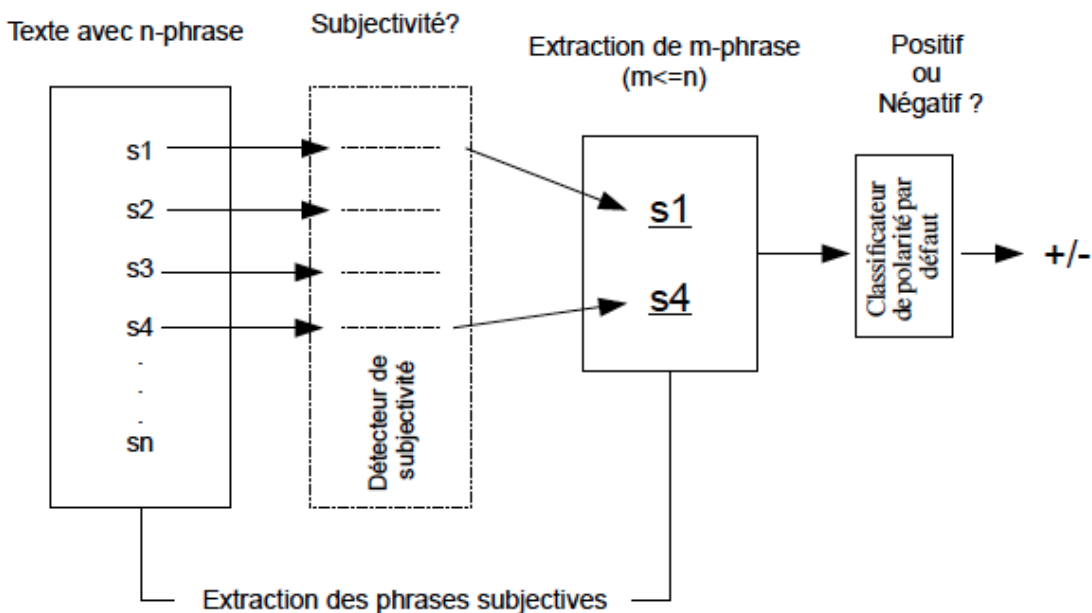 Texte avec n-phrase
Subjectivité?
Extraction de m-phrase
(m<=n)
Positif
ou
Négatif ?
s1
s2
s3
s4
.
.
.
sn
Détecteur de
subjectivité
s1
s4
Classificateur
de polarité par
défaut
+/-
Extraction des phrases subjectives